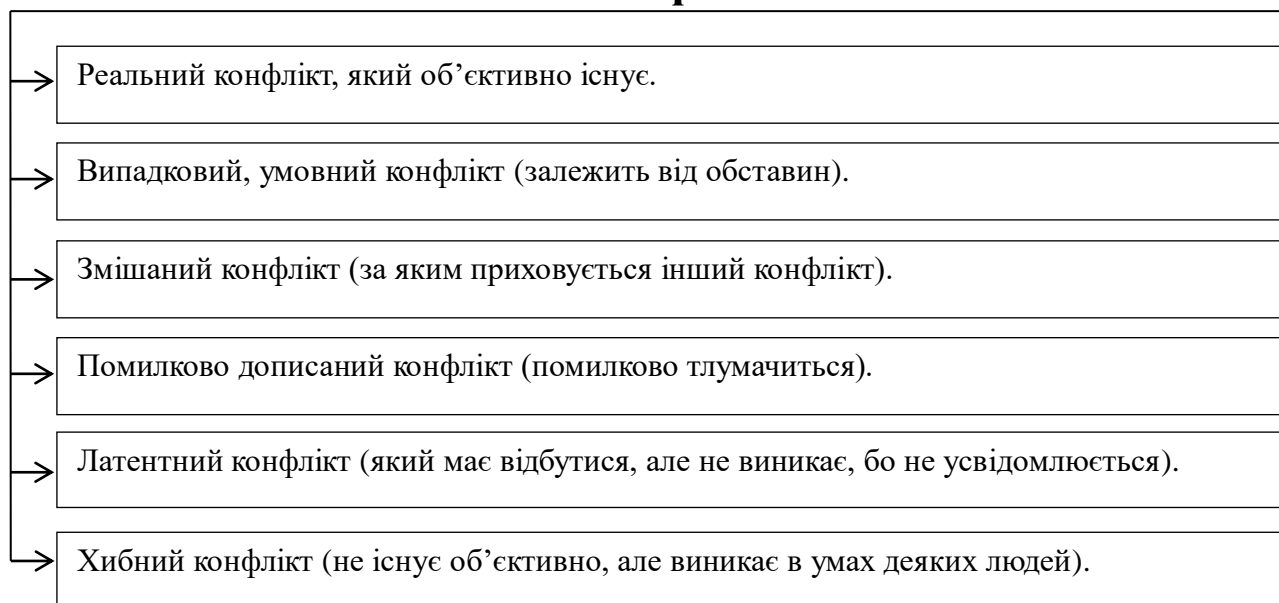 Реальний конфлікт, який об’єктивно існує.
Випадковий, умовний конфлікт (залежить від обставин).
Змішаний конфлікт (за яким приховується інший конфлікт).
Помилково дописаний конфлікт (помилково тлумачиться).
Латентний конфлікт (який має відбутися, але не виникає, бо не усвідомлюється).
Хибний конфлікт (не існує об’єктивно, але виникає в умах деяких людей).